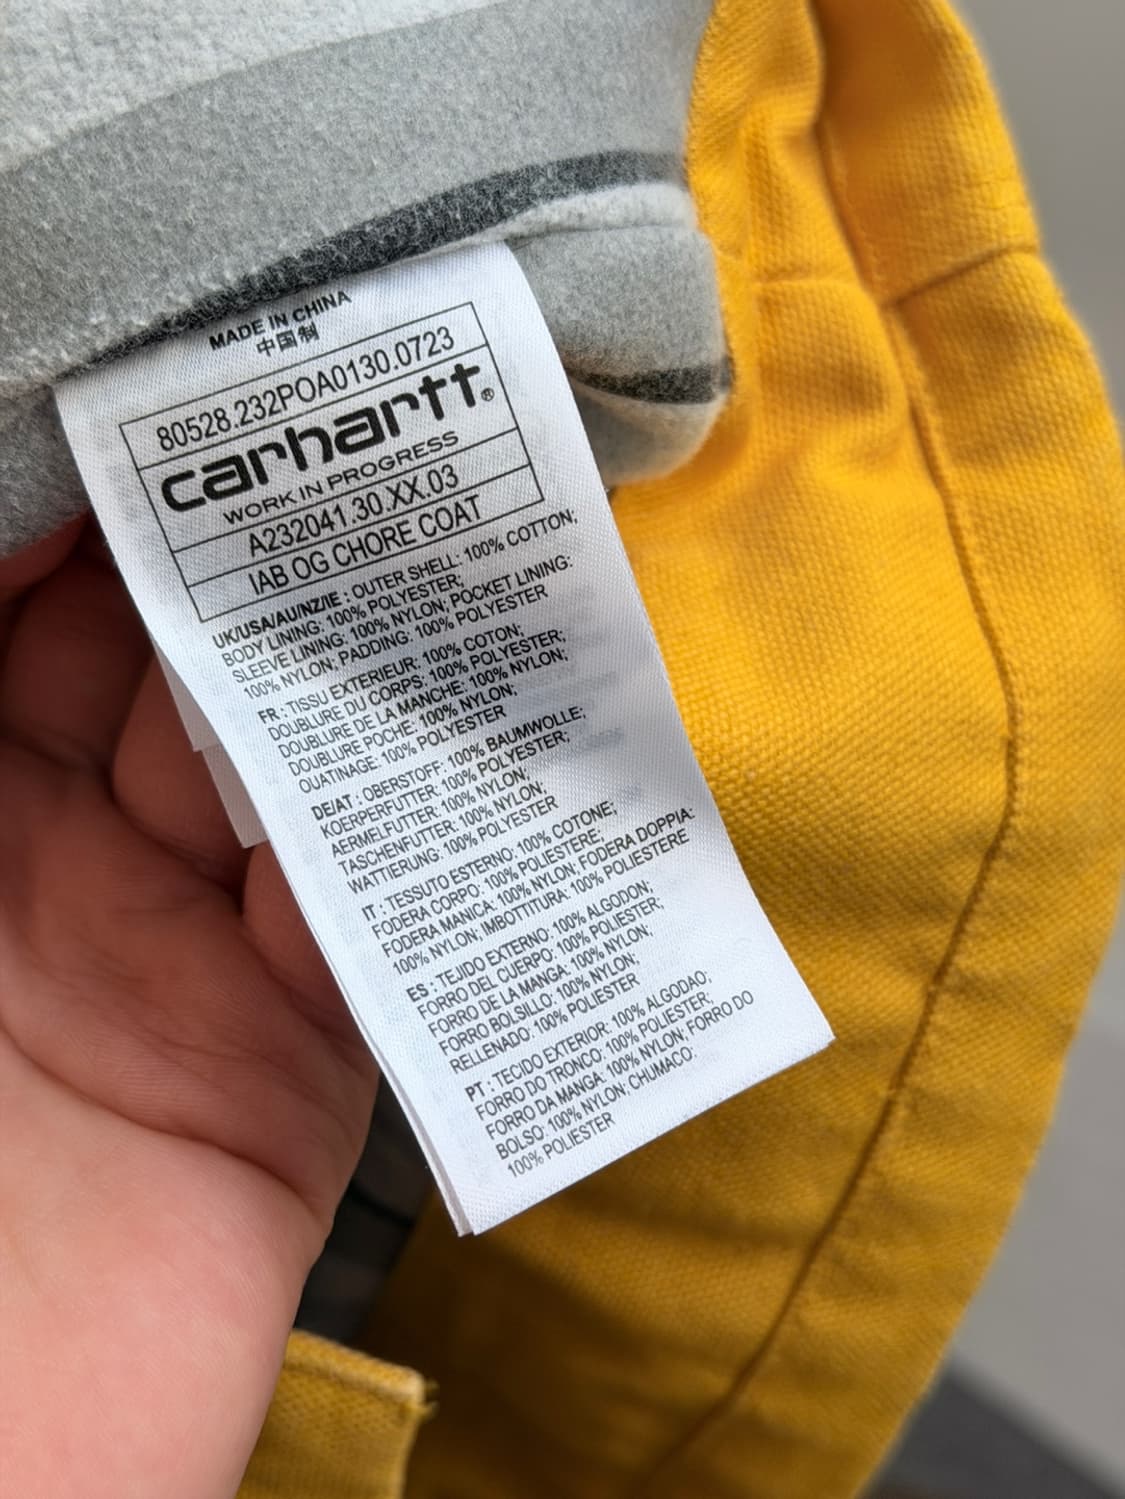 MADE IN CHINA
中国制
80528.232POA0130.0723
carhartt®
WORK IN PROGRESS
A232041.30.XX.03
IAB OG CHORE COAT
UK/USA/AU/NZ/IE : OUTER SHELL: 100% COTTON;
BODY LINING: 100% POLYESTER;
SLEEVE LINING: 100% NYLON; POCKET LINING:
100% NYLON; PADDING: 100% POLYESTER
FR : TISSU EXTERIEUR: 100% COTON;
DOUBLURE DU CORPS: 100% POLYESTER;
DOUBLURE DE LA MANCHE: 100% NYLON;
DOUBLURE POCHE: 100% NYLON;
OUATINAGE: 100% POLYESTER
DE/AT : OBERSTOFF: 100% BAUMWOLLE;
KOERPERFUTTER: 100% POLYESTER;
AERMELFUTTER: 100% NYLON;
TASCHENFUTTER: 100% NYLON;
WATTIERUNG: 100% POLYESTER
IT : TESSUTO ESTERNO: 100% COTONE;
FODERA CORPO: 100% POLIESTERE;
FODERA MANICA: 100% NYLON; FODERA DOPPIA:
100% NYLON; IMBOTTITURA: 100% POLIESTERE
ES : TEJIDO EXTERNO: 100% ALGODON;
FORRO DEL CUERPO: 100% POLIESTER;
FORRO DE LA MANGA: 100% NYLON;
FORRO BOLSILLO: 100% NYLON;
RELLENADO: 100% POLIESTER
PT : TECIDO EXTERIOR: 100% ALGODAO;
FORRO DO TRONCO: 100% POLIESTER;
FORRO DA MANGA: 100% NYLON; FORRO DO
BOLSO: 100% NYLON; CHUMACO:
100% POLIESTER